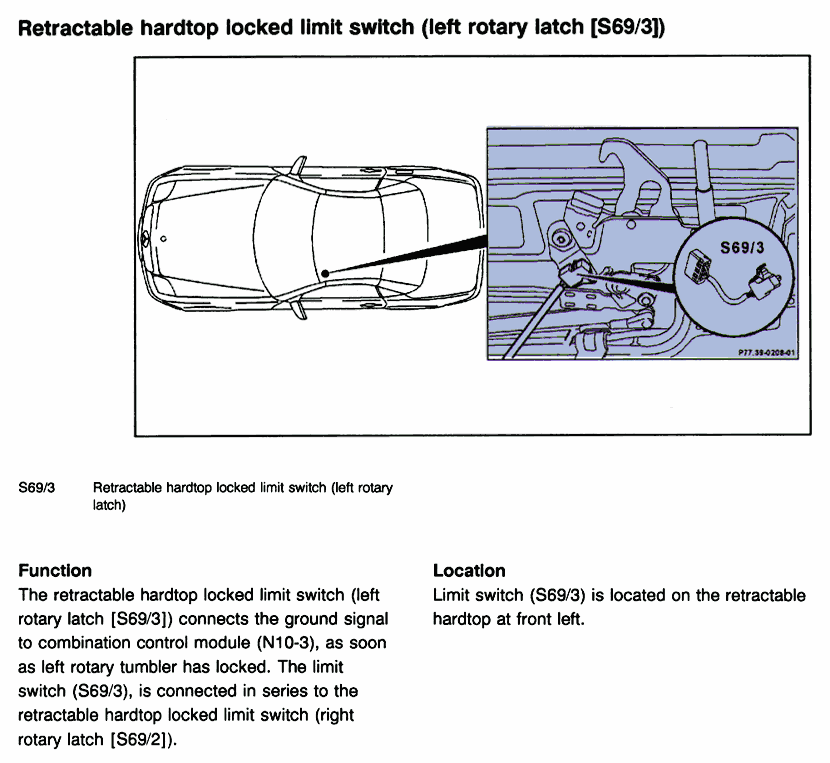 Retractable hardtop locked limit switch (left rotary latch [S69/3])
S69/3
P77.39-0208-01
S69/3 Retractable hardtop locked limit switch (left rotary
latch)
Function
The retractable hardtop locked limit switch (left
rotary latch [S69/3]) connects the ground signal
to combination control module (N10-3), as soon
as left rotary tumbler has locked. The limit
switch (S69/3), is connected in series to the
retractable hardtop locked limit switch (right
rotary latch [S69/2]).
Location
Limit switch (S69/3) is located on the retractable
hardtop at front left.